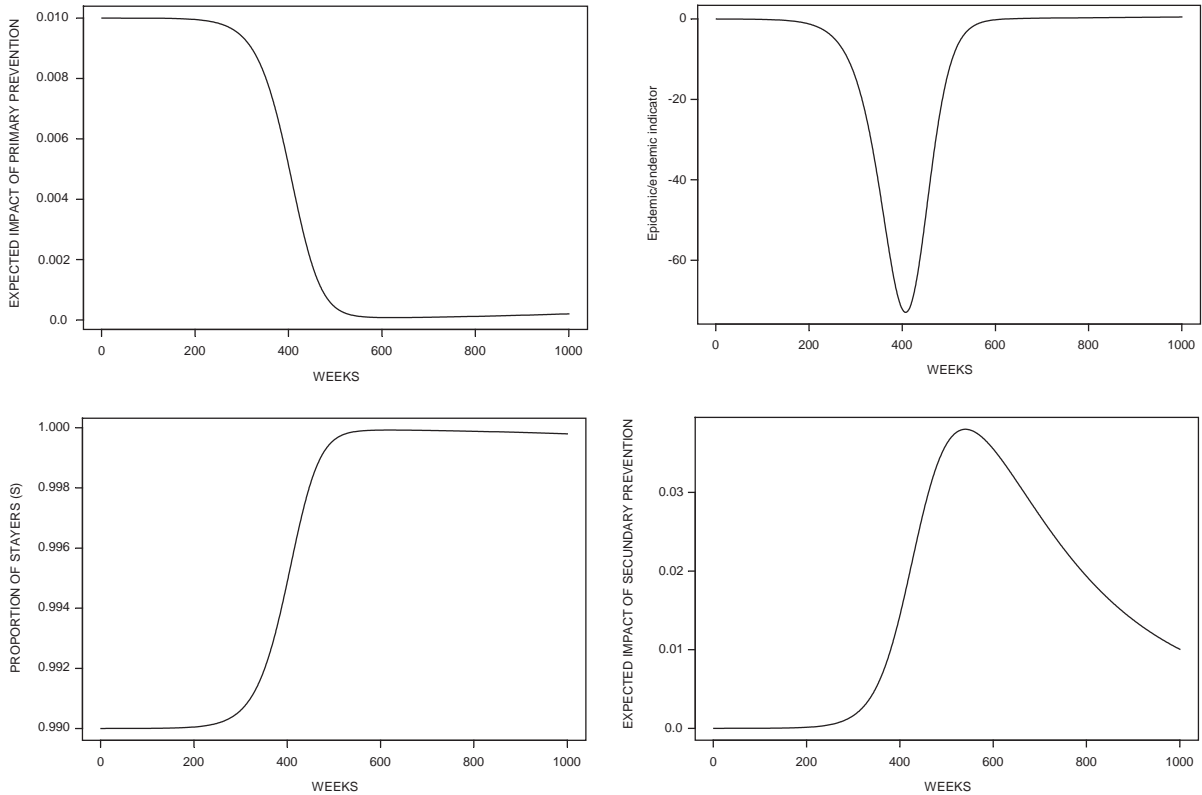 EXPECTED IMPACT OF PRIMARY PREVENTION
0.010
0.008
0.006
0.004
0.002
0.0
0 200 400 600 800 1000
WEEKS
Epidemic/endemic indicator
0
-20
-40
-60
0 200 400 600 800 1000
WEEKS
PROPORTION OF STAYERS (S)
1.000
0.998
0.996
0.994
0.992
0.990
0 200 400 600 800 1000
WEEKS
EXPECTED IMPACT OF SECUNDARY PREVENTION
0.03
0.02
0.01
0.0
0 200 400 600 800 1000
WEEKS